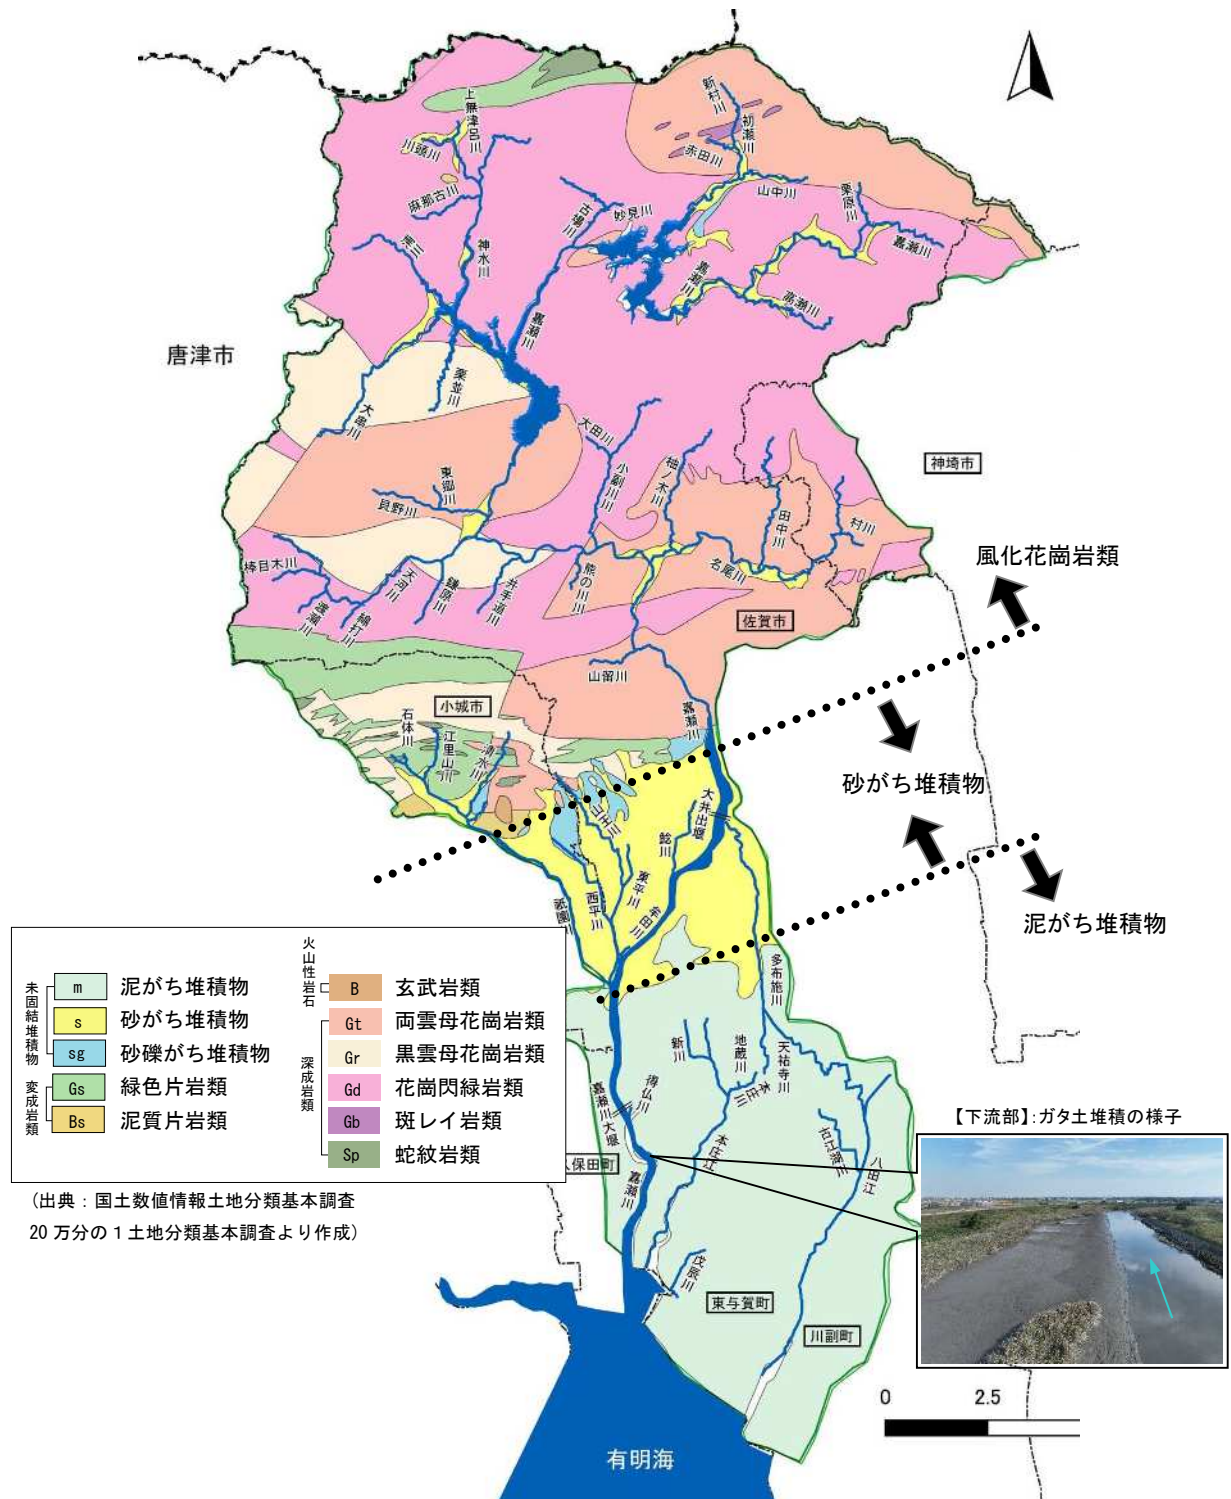 新村川
初瀬川
赤田川
山中川
栗原川
嘉瀬川
上無津呂川
川頭川
麻那古川
神水川
古場川
妙見川
嘉瀬川
高瀬川
嘉瀬川
唐津市
栗並川
大串川
大田川
小副川川
柚ノ木川
田中川
村川
名尾川
神埼市
東郷川
貝野川
天河川
鎌原川
井手道川
熊の川川
渡瀬川
綿打川
佐賀市
山留川
嘉瀬川
風化花崗岩類
小城市
石体川
江里山川
清水川
山王川
大井出堰
砂がち堆積物
鯰川
東平川
西平川
祇園川
多布施川
泥がち堆積物
未固結堆積物
m 泥がち堆積物
s 砂がち堆積物
sg 砂礫がち堆積物
変成岩類
Gs 緑色片岩類
Bs 泥質片岩類
火山性岩石
B 玄武岩類
深成岩類
Gt 両雲母花崗岩類
Gr 黒雲母花崗岩類
Gd 花崗閃緑岩類
Gb 斑レイ岩類
Sp 蛇紋岩類
(出典:国土数値情報土地分類基本調査
20万分の1土地分類基本調査より作成)
新川
地蔵川
天祐寺川
本庄川
得仏川
嘉瀬川大堰
本庄江
八田江
久保田町
嘉瀬川
戊辰川
東与賀町
川副町
【下流部】:ガタ土堆積の様子
0 2.5
有明海